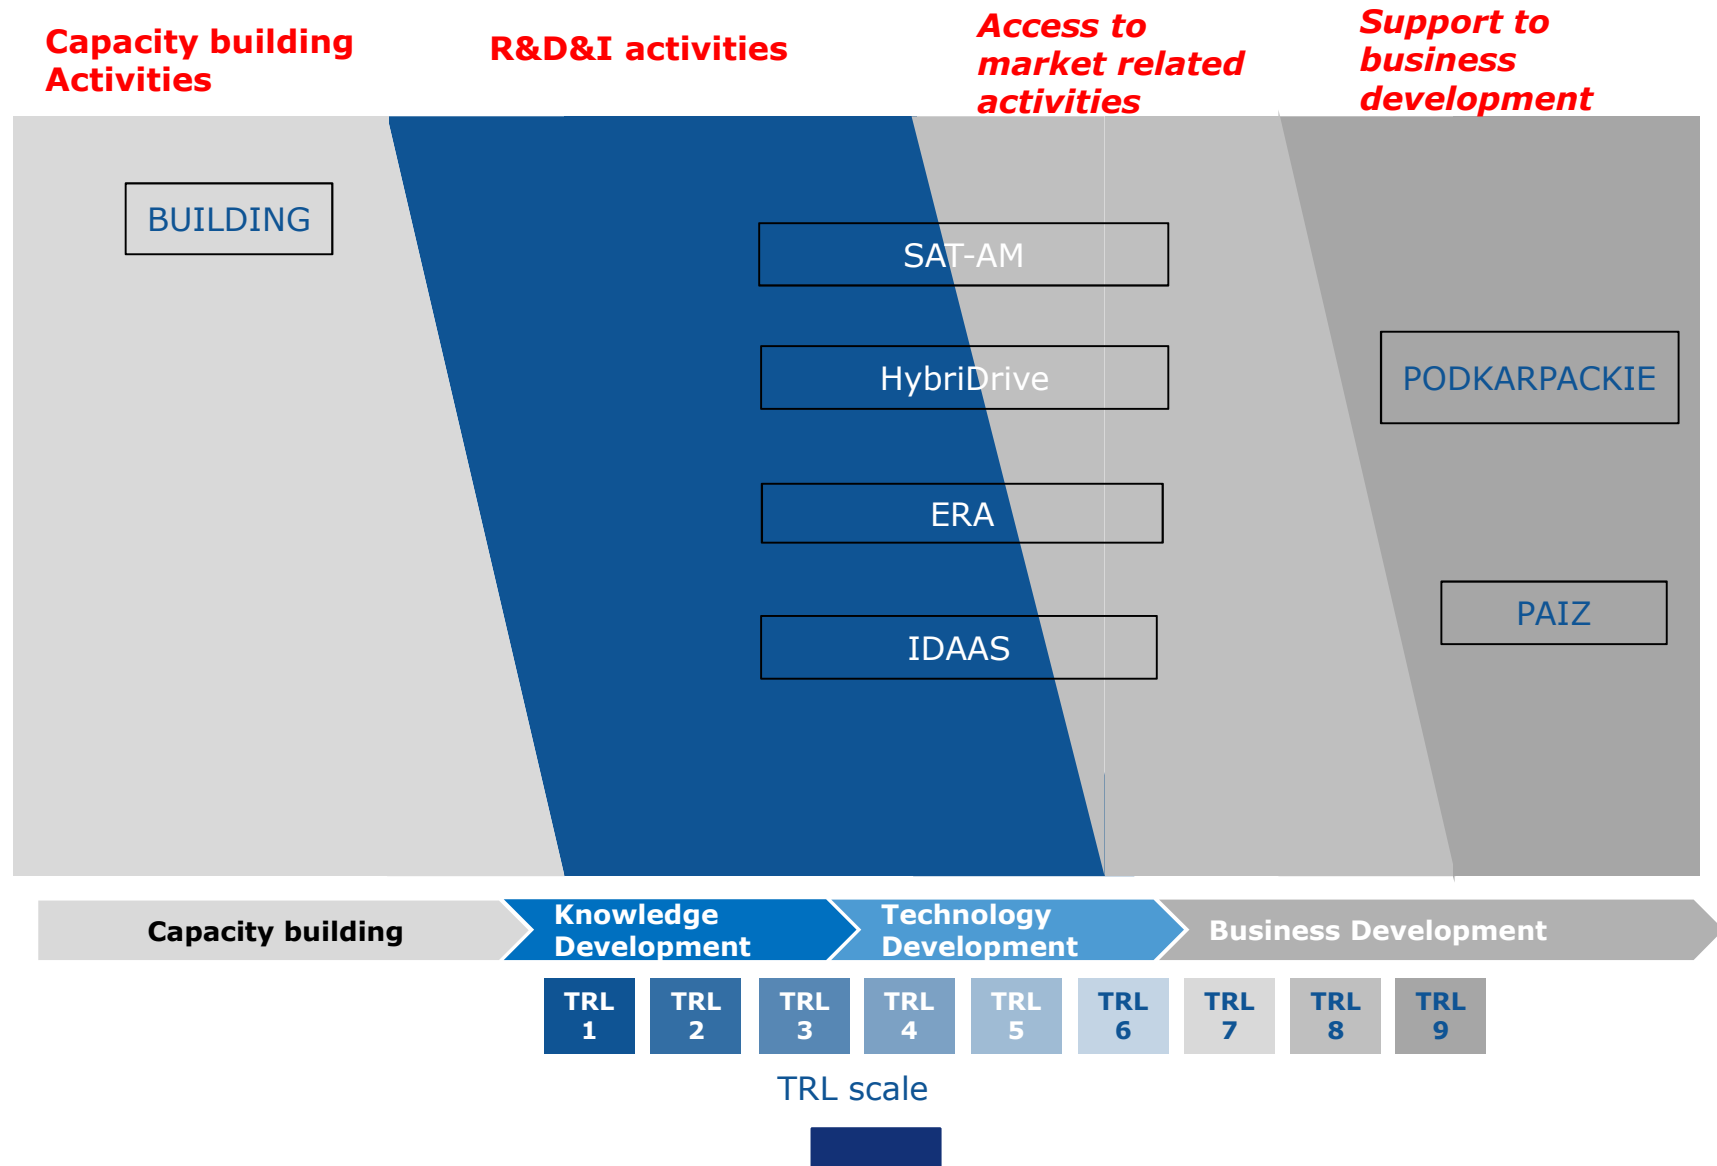 Capacity building
Activities
R&D&I activities
Access to
market related
activities
Support to
business
development
BUILDING
SAT-AM
HybriDrive
PODKARPACKIE
ERA
PAIZ
IDAAS
Capacity building
Knowledge
Development
Technology
Development
Business Development
TRL
1
TRL
2
TRL
3
TRL
4
TRL
5
TRL
6
TRL
7
TRL
8
TRL
9
TRL scale